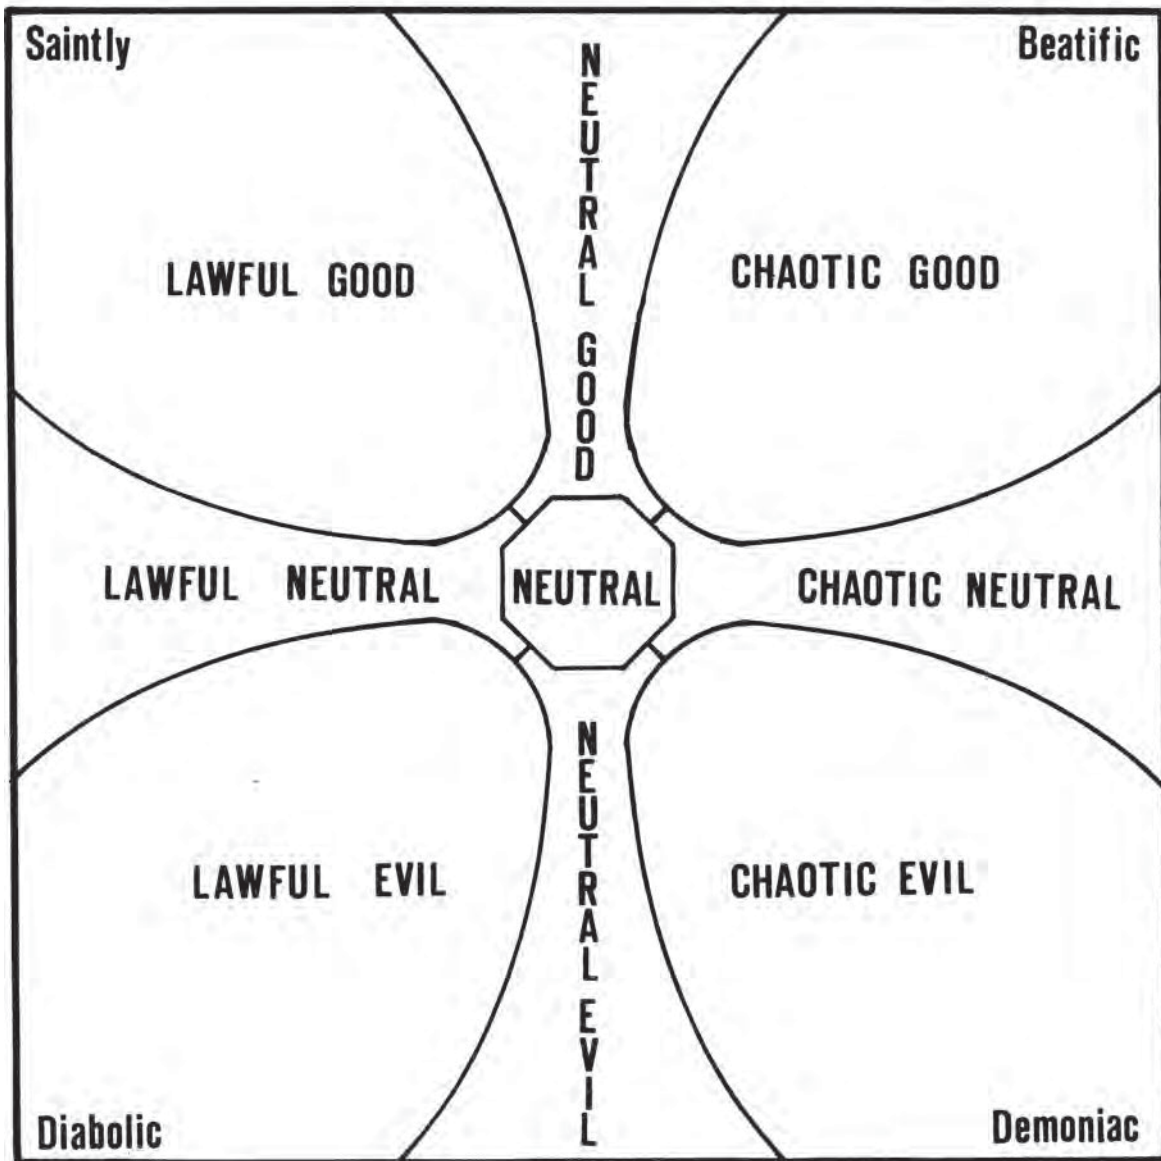 Saintly
Beatific
NEUTRAL GOOD
LAWFUL GOOD
CHAOTIC GOOD
LAWFUL NEUTRAL
NEUTRAL
CHAOTIC NEUTRAL
NEUTRAL EVIL
LAWFUL EVIL
CHAOTIC EVIL
Diabolic
Demoniac